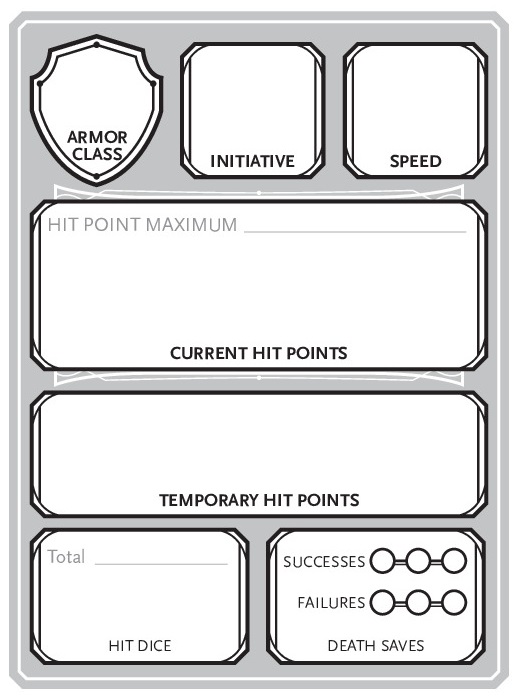 ARMOR
CLASS
INITIATIVE
SPEED
HIT POINT MAXIMUM
CURRENT HIT POINTS
TEMPORARY HIT POINTS
Total
HIT DICE
SUCCESSES
FAILURES
DEATH SAVES